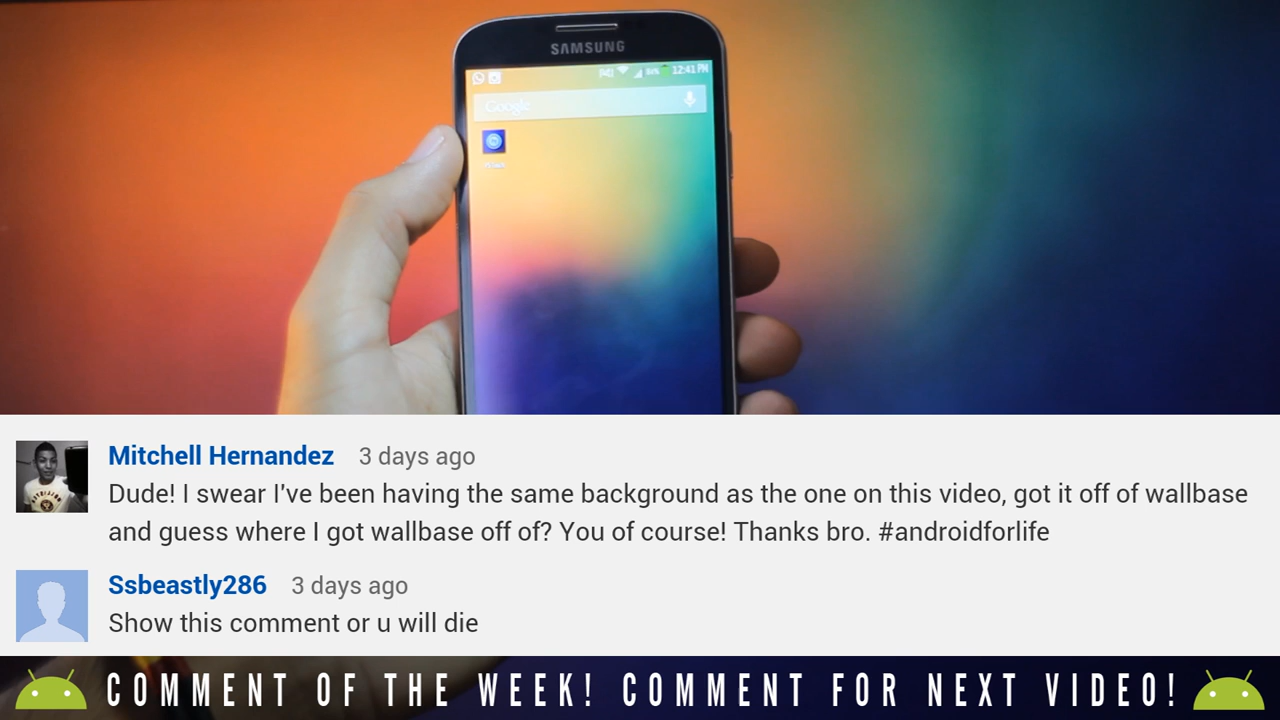 SAMSUNG
12:41 PM
Google
Mitchell Hernandez 3 days ago
Dude! I swear I've been having the same background as the one on this video, got it off of wallbase
and guess where I got wallbase off of? You of course! Thanks bro. #androidforlife
Ssbeastly286 3 days ago
Show this comment or u will die
COMMENT OF THE WEEK! COMMENT FOR NEXT VIDEO!